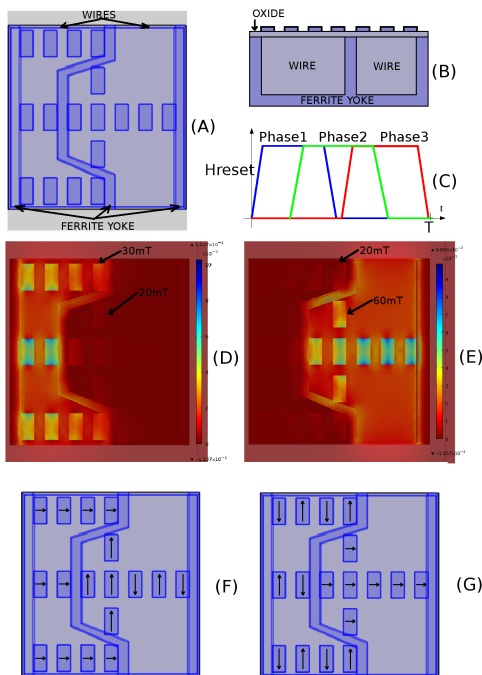 WIRES
OXIDE
WIRE
WIRE
(B)
FERRITE YOKE
(A)
Phase1 Phase2 Phase3
Hreset
(C)
T
FERRITE YOKE
30mT
20mT
20mT
60mT
(D)
(E)
(F)
(G)